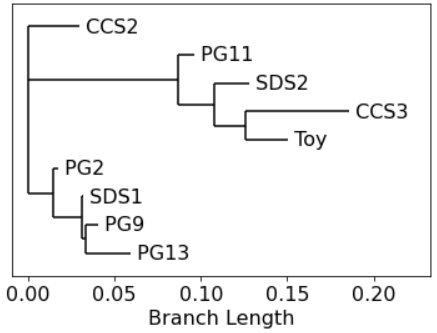 CCS2
PG11
SDS2
CCS3
Toy
PG2
SDS1
PG9
PG13
0.00 0.05 0.10 0.15 0.20
Branch Length